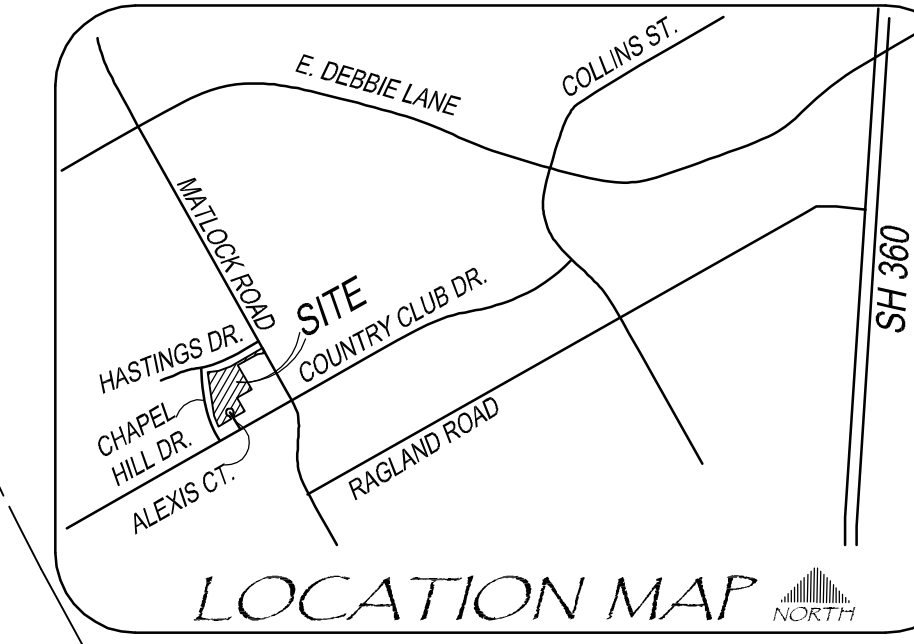 E. DEBBIE LANE
COLLINS ST.
MATLOCK ROAD
SH 360
SITE
COUNTRY CLUB DR.
HASTINGS DR.
CHAPEL
HILL DR.
ALEXIS CT.
RAGLAND ROAD
LOCATION MAP
NORTH